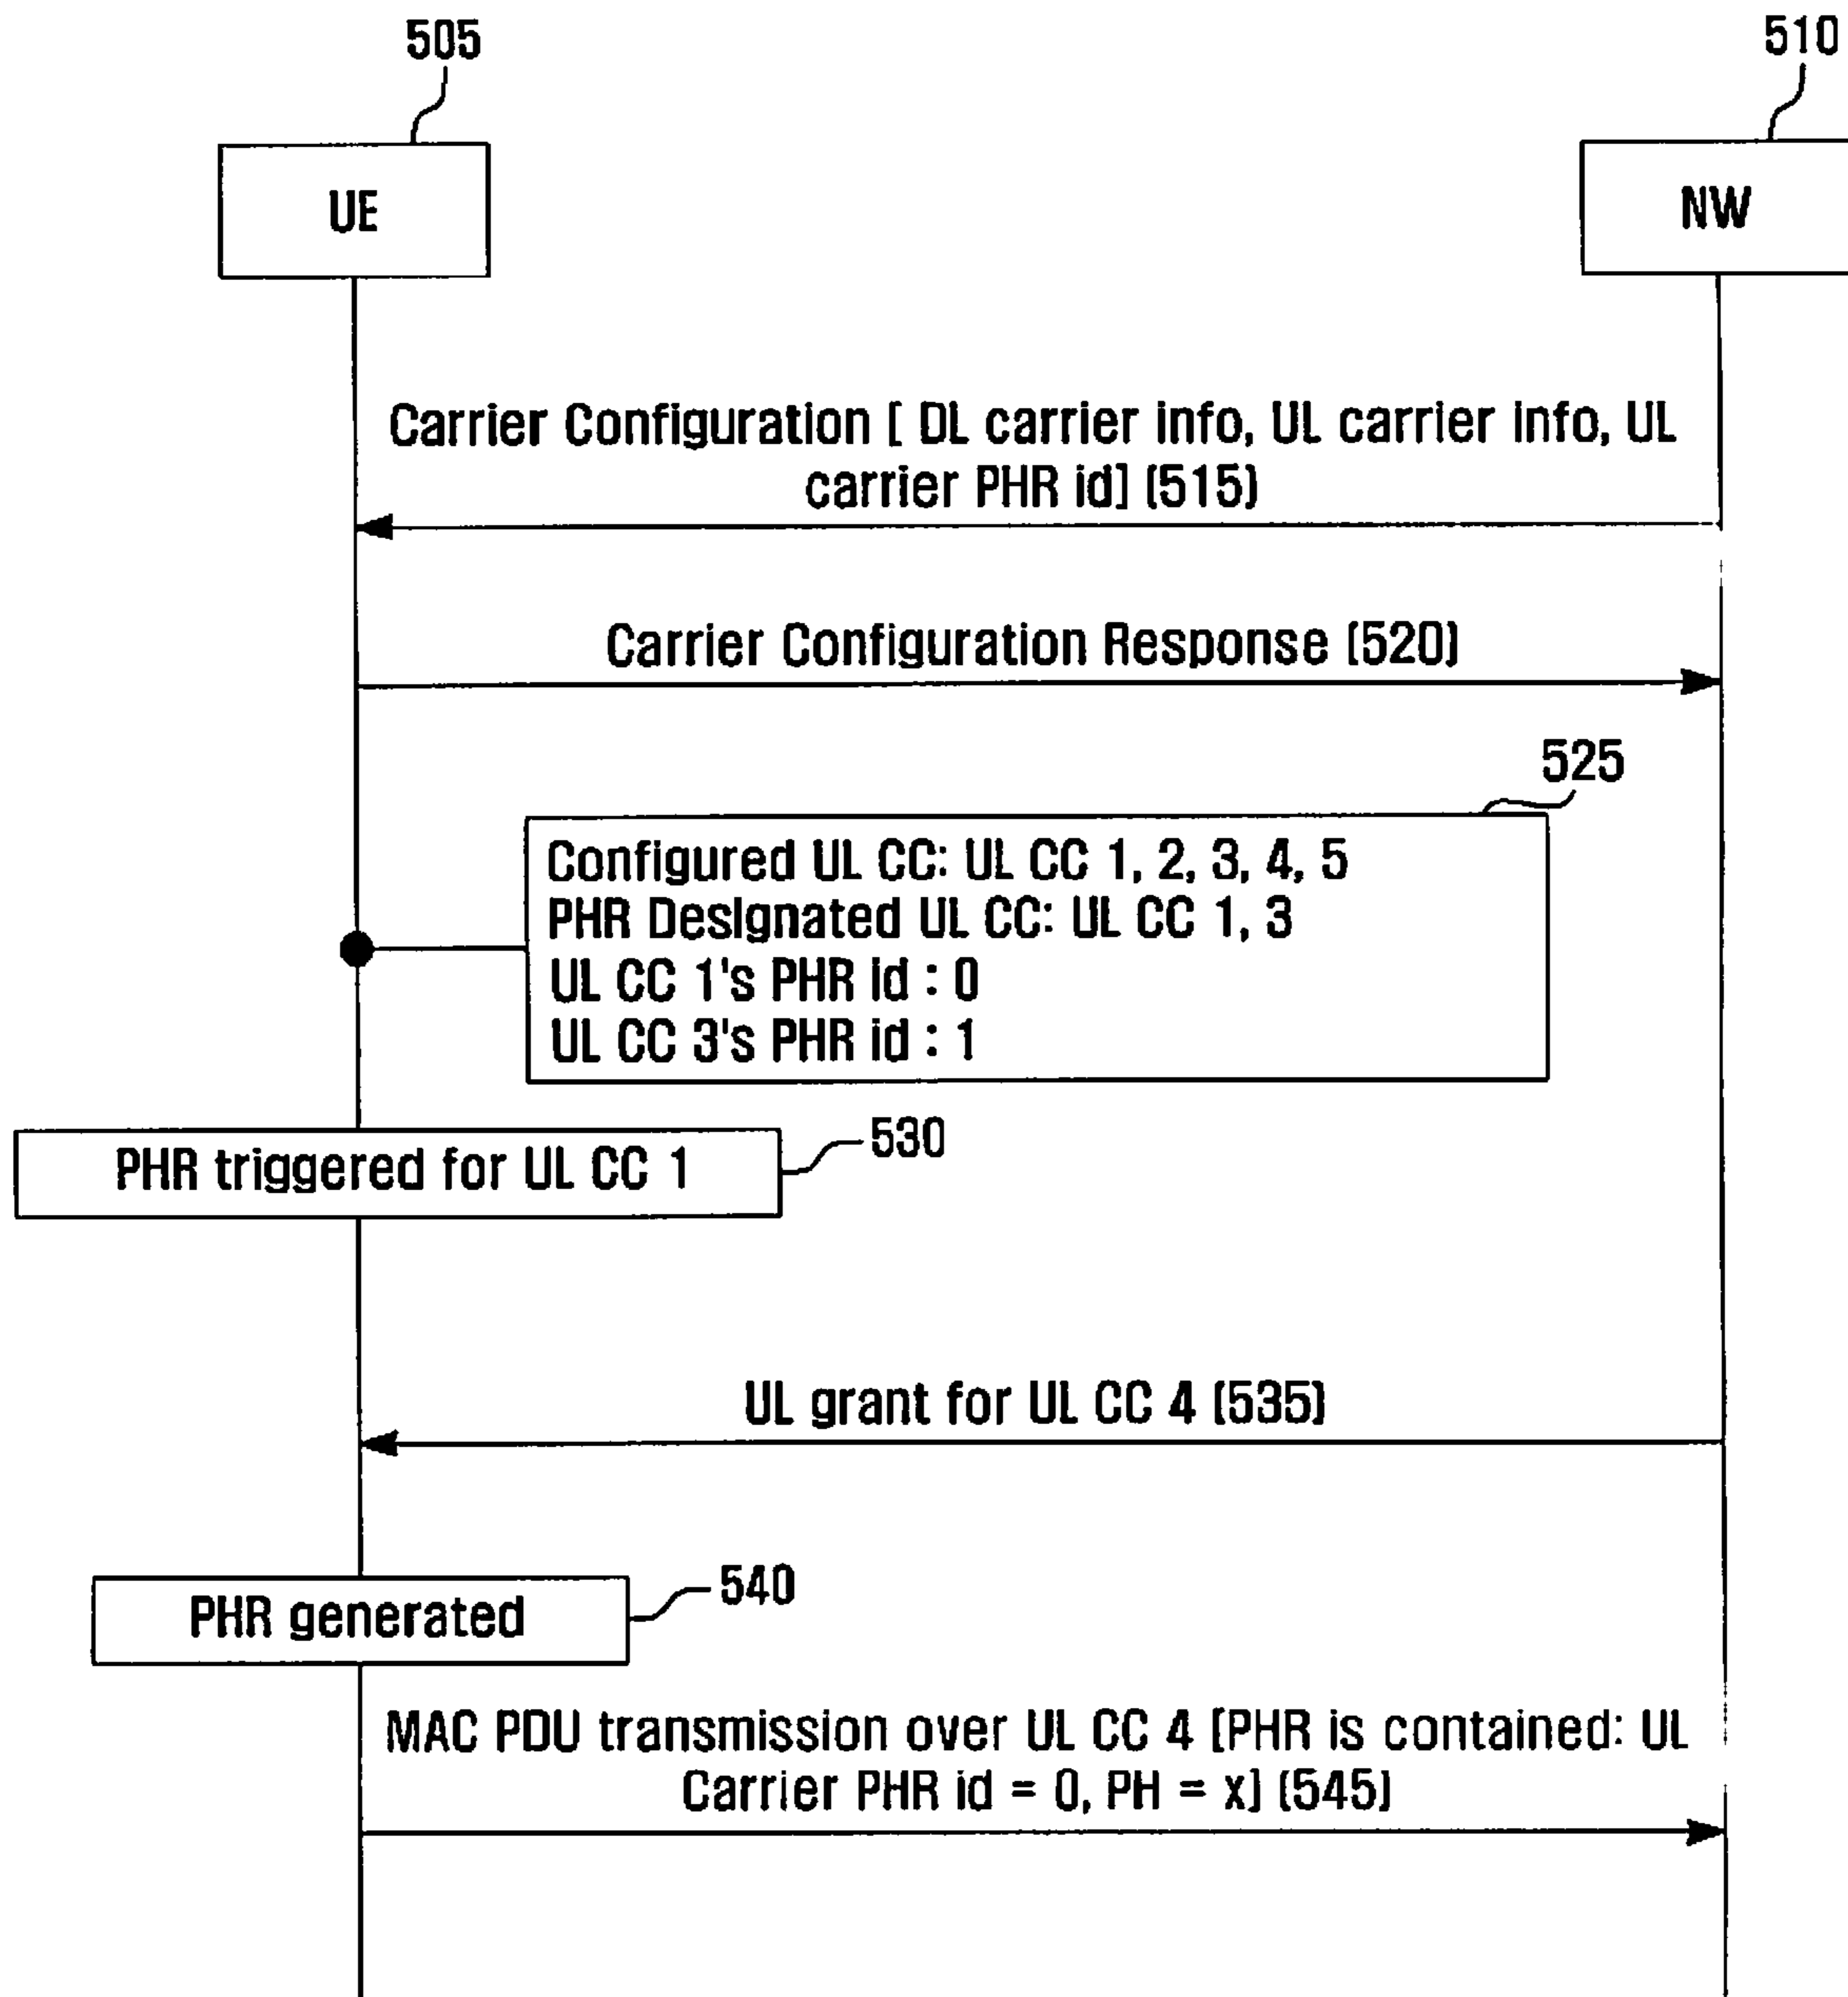 505
510
UE
NW
Carrier Configuration [ DL carrier info, UL carrier info, UL
carrier PHR id] (515)
Carrier Configuration Response (520)
525
Configured UL CC: UL CC 1, 2, 3, 4, 5
PHR Designated UL CC: UL CC 1, 3
UL CC 1's PHR id : 0
UL CC 3's PHR id : 1
PHR triggered for UL CC 1
530
UL grant for UL CC 4 (535)
PHR generated
540
MAC PDU transmission over UL CC 4 [PHR is contained: UL
Carrier PHR id = 0, PH = x] (545)